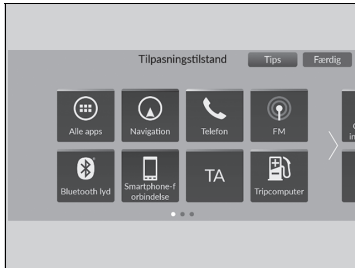 Tilpasningstilstand
Tips
Færdig
Alle apps
Navigation
Telefon
FM
Bluetooth lyd
Smartphone-f
orbindelse
TA
Tripcomputer